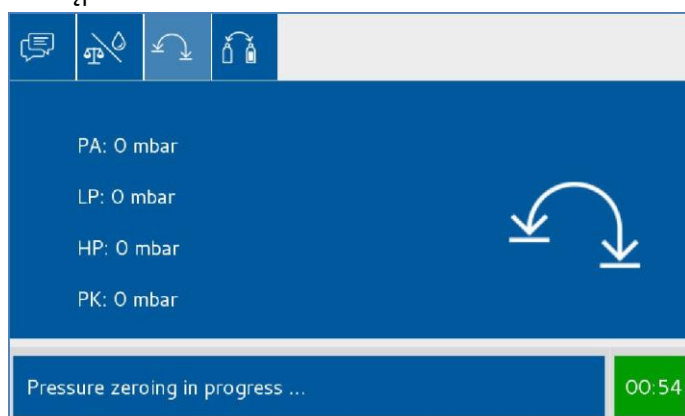 PA: 0 mbar
LP: 0 mbar
HP: 0 mbar
PK: 0 mbar
Pressure zeroing in progress ...
00:54